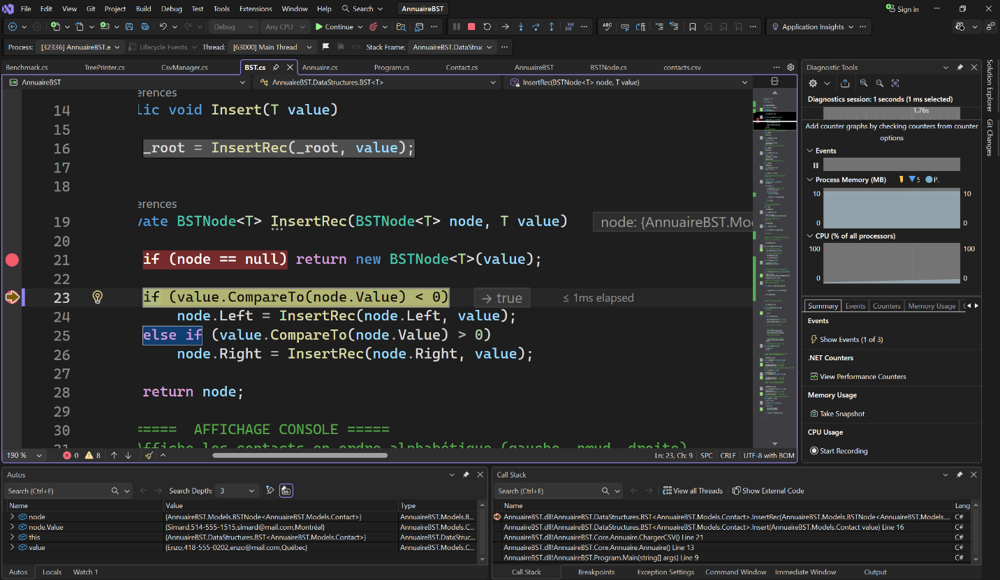 File Edit View Git Project Build Debug Test Tools Extensions Window Help Search AnnuaireBST Sign in
Debug Any CPU Continue ABC Application Insights
Process: [32336] AnnuaireBST.e Lifecycle Events Thread: [63000] Main Thread Stack Frame: AnnuaireBST.DataStruc
Benchmark.cs TreePrinter.cs CsvManager.cs BST.cs Annuaire.cs Program.cs Contact.cs AnnuaireBST BSTNode.cs contacts.csv
AnnuaireBST AnnuaireBST.DataStructures.BST<T> InsertRec(BSTNode<T> node, T value)
erences
14 lic void Insert(T value)
15
16 _root = InsertRec(_root, value);
17
18
erences
19 vate BSTNode<T> InsertRec(BSTNode<T> node, T value) node: {AnnuaireBST.Mo
20
21 if (node == null) return new BSTNode<T>(value);
22
23 if (value.CompareTo(node.Value) < 0) → true ≤ 1ms elapsed
24 node.Left = InsertRec(node.Left, value);
25 else if (value.CompareTo(node.Value) > 0)
26 node.Right = InsertRec(node.Right, value);
27
28 return node;
29
30 ===== AFFICHAGE CONSOLE =====
190 % 0 8 Ln: 23, Ch: 9 SPC CRLF UTF-8 with BOM
Diagnostic Tools
Diagnostics session: 1 seconds (1 ms selected)
1.76s
Add counter graphs by checking counters from counter
options
Events
Process Memory (MB) S P.
10 10
0 0
CPU (% of all processors)
100 100
0 0
Summary Events Counters Memory Usage
Events
Show Events (1 of 3)
.NET Counters
View Performance Counters
Memory Usage
Take Snapshot
CPU Usage
Start Recording
Solution Explorer
Git Changes
Autos
Search (Ctrl+E) Search Depth: 3
Name Value Type
node {AnnuaireBST.Models.BSTNode<AnnuaireBST.Models.Contact>} AnnuaireBST.Models.B...
node.Value {Simard,514-555-1515,simard@mail.com,Montréal} AnnuaireBST.Models.C...
this {AnnuaireBST.DataStructures.BST<AnnuaireBST.Models.Contact>} AnnuaireBST.DataStruc...
value {Enzo,418-555-0202,enzo@mail.com,Québec} AnnuaireBST.Models.C...
Autos Locals Watch 1
Call Stack
Search (Ctrl+E) View all Threads Show External Code
Name Lang
AnnuaireBST.dll!AnnuaireBST.DataStructures.BST<AnnuaireBST.Models.Contact>.InsertRec(AnnuaireBST.Models.BSTNode<AnnuaireBST.Models.... C#
AnnuaireBST.dll!AnnuaireBST.DataStructures.BST<AnnuaireBST.Models.Contact>.Insert(AnnuaireBST.Models.Contact value) Line 16 C#
AnnuaireBST.dll!AnnuaireBST.Core.Annuaire.ChargerCSV() Line 21 C#
AnnuaireBST.dll!AnnuaireBST.Core.Annuaire.Annuaire() Line 13 C#
AnnuaireBST.dll!AnnuaireBST.Program.Main(string[] args) Line 9 C#
Call Stack Breakpoints Exception Settings Command Window Immediate Window Output